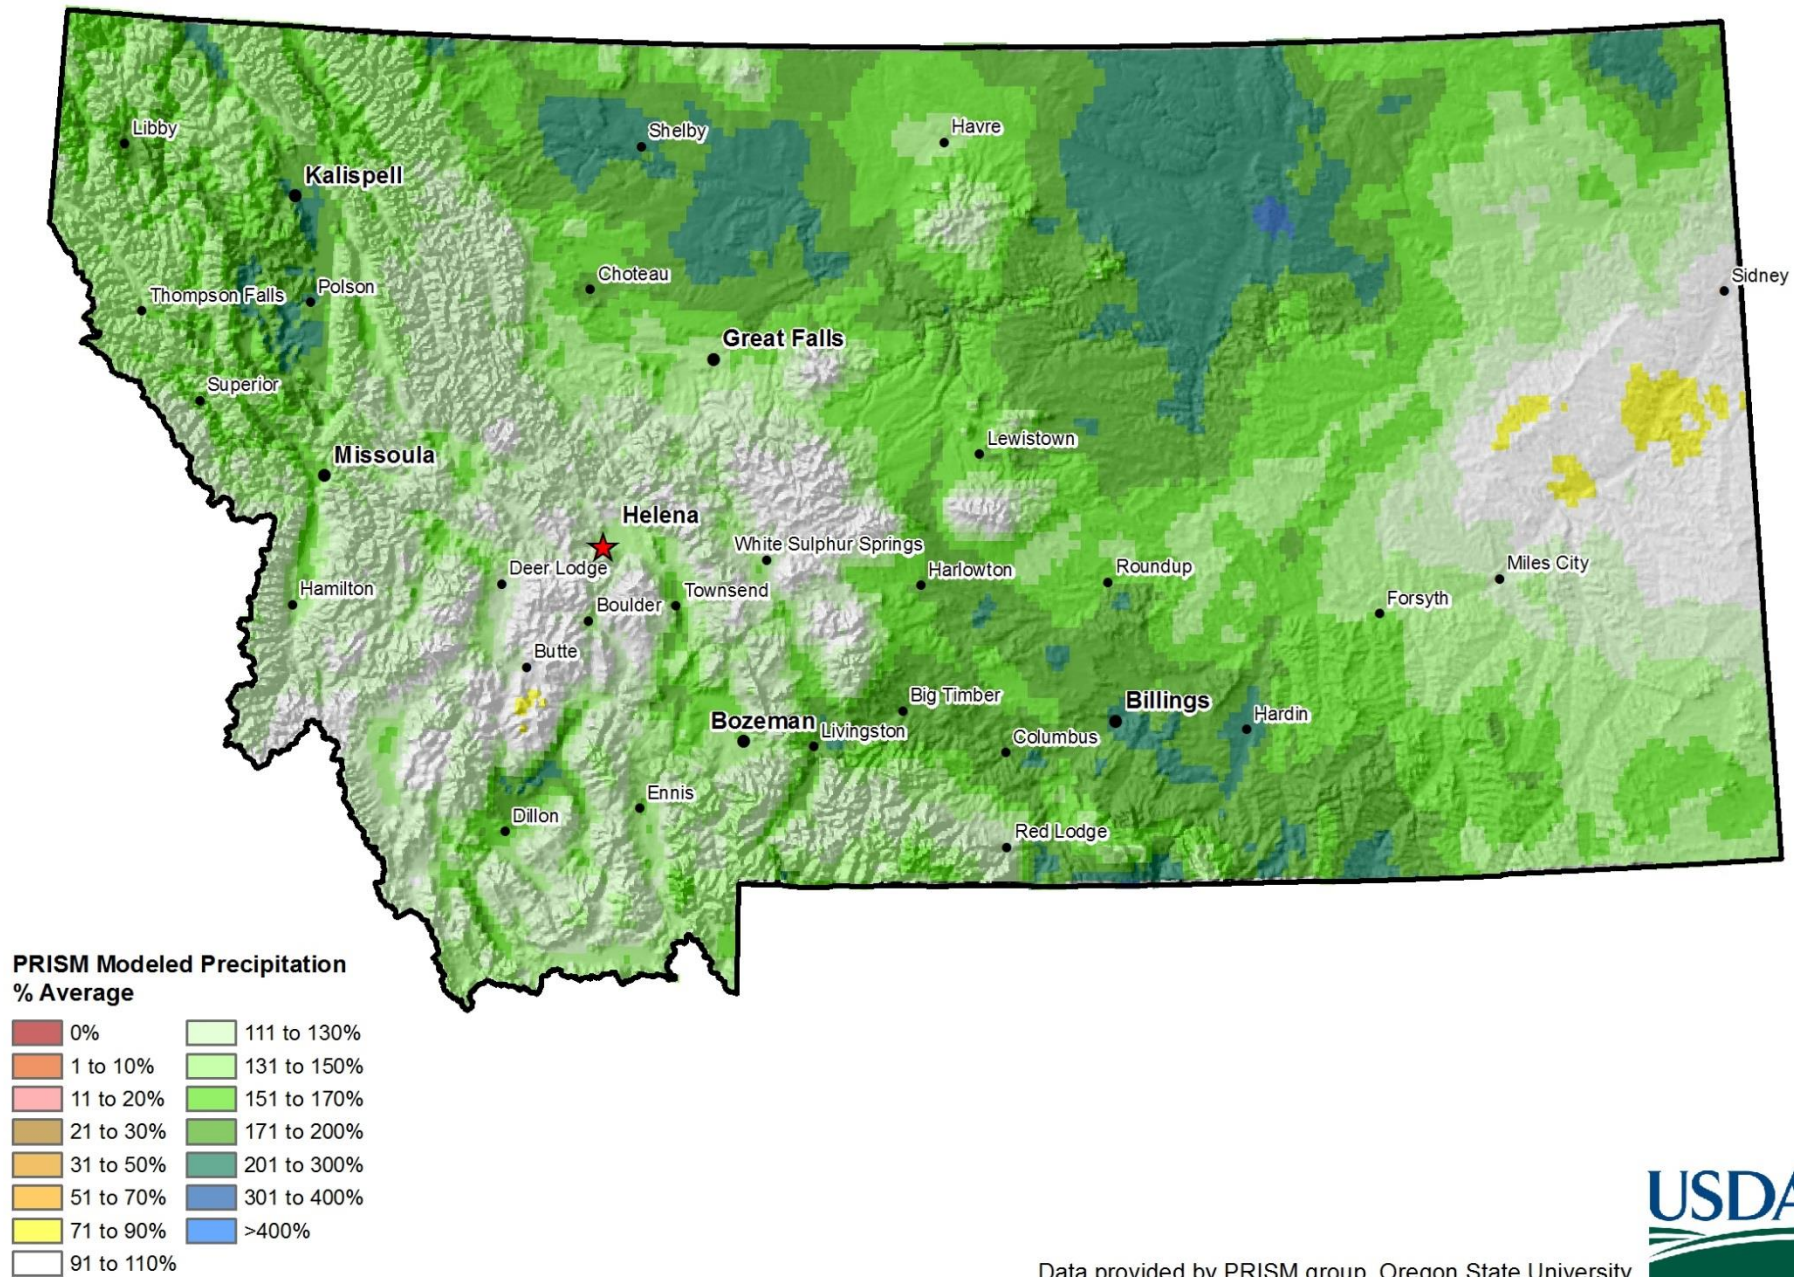 Libby
Shelby
Havre
Kalispell
Choteau
Sidney
Thompson Falls
Polson
Great Falls
Superior
Lewistown
Missoula
Helena
White Sulphur Springs
Deer Lodge
Harlowton
Roundup
Miles City
Hamilton
Townsend
Boulder
Forsyth
Butte
Big Timber
Billings
Bozeman
Livingston
Hardin
Columbus
Ennis
Dillon
Red Lodge
PRISM Modeled Precipitation
% Average
0%
1 to 10%
11 to 20%
21 to 30%
31 to 50%
51 to 70%
71 to 90%
91 to 110%
111 to 130%
131 to 150%
151 to 170%
171 to 200%
201 to 300%
301 to 400%
>400%
USDA
Data provided by PRISM group, Oregon State University